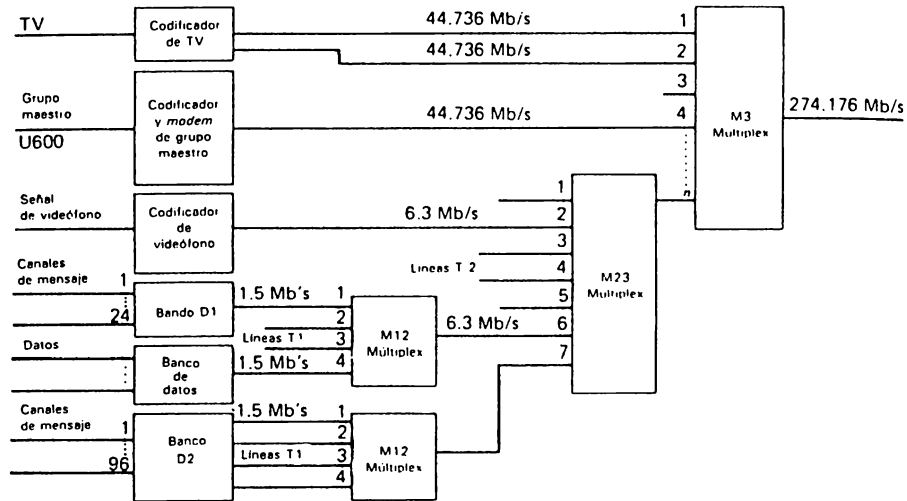 TV
Codificador
de TV
44.736 Mb/s
44.736 Mb/s
1
2
3
4
n
M3
Multiplex
274.176 Mb/s
Grupo
maestro
U600
Codificador
y modem
de grupo
maestro
44.736 Mb/s
Señal
de videófono
Codificador
de
videófono
6.3 Mb/s
1
2
3
Lineas T 2
4
5
6
7
M23
Multiplex
Canales
de mensaje
1
24
Bando D1
1.5 Mb's
1
2
Líneas T1
3
4
M12
Múltiplex
6.3 Mb/s
Datos
Banco
de
datos
1.5 Mb's
Canales
de mensaje
1
96
Banco
D2
1.5 Mb's
1
2
Líneas T1
3
4
M12
Múltiplex